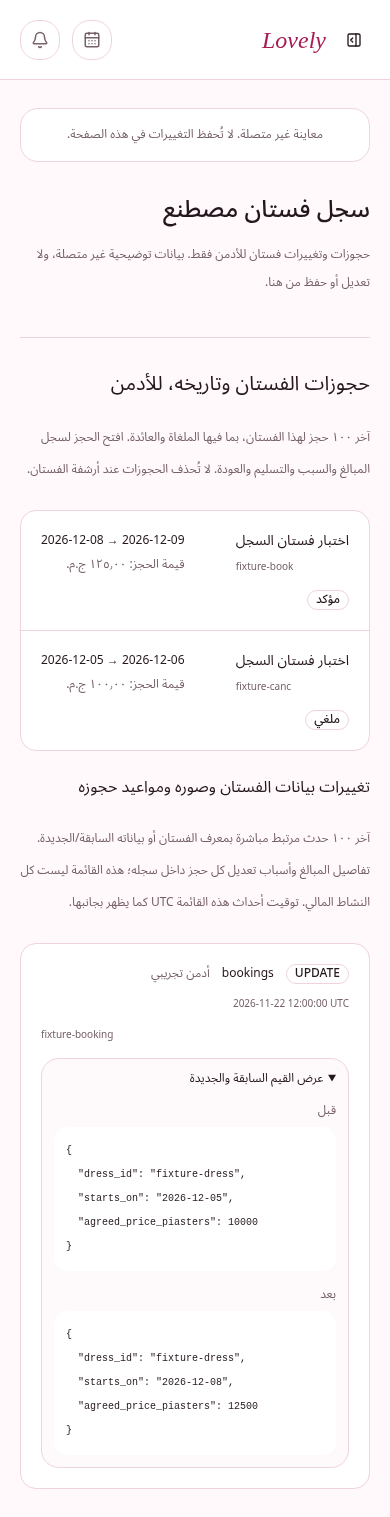 Lovely
معاينة غير متصلة. لا تُحفظ التغييرات في هذه الصفحة.
سجل فستان مصطنع
حجوزات وتغييرات فستان للأدمن فقط. بيانات توضيحية غير متصلة، ولا
تعديل أو حفظ من هنا.
حجوزات الفستان وتاريخه، للأدمن
آخر ١٠٠ حجز لهذا الفستان، بما فيها الملغاة والعائدة. افتح الحجز لسجل
المبالغ والسبب والتسليم والعودة. لا تُحذف الحجوزات عند أرشفة الفستان.
اختبار فستان السجل
fixture-book
2026-12-08 → 2026-12-09
قيمة الحجز: ١٢٥٫٠٠ ج.م.
مؤكد
اختبار فستان السجل
fixture-canc
2026-12-05 → 2026-12-06
قيمة الحجز: ١٠٠٫٠٠ ج.م.
ملغي
تغييرات بيانات الفستان وصوره ومواعيد حجوزه
آخر ١٠٠ حدث مرتبط مباشرة بمعرف الفستان أو بياناته السابقة/الجديدة.
تفاصيل المبالغ وأسباب تعديل كل حجز داخل سجله؛ هذه القائمة ليست كل
النشاط المالي. توقيت أحداث هذه القائمة UTC كما يظهر بجانبها.
UPDATE bookings أدمن تجريبي
2026-11-22 12:00:00 UTC
fixture-booking
▼ عرض القيم السابقة والجديدة
قبل
{
"dress_id": "fixture-dress",
"starts_on": "2026-12-05",
"agreed_price_piasters": 10000
}
بعد
{
"dress_id": "fixture-dress",
"starts_on": "2026-12-08",
"agreed_price_piasters": 12500
}